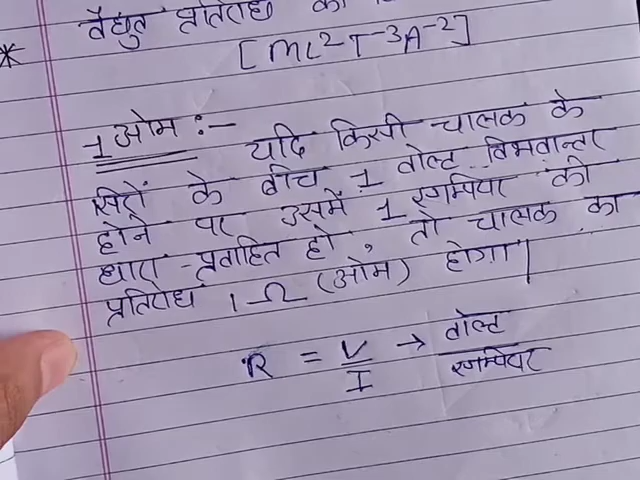 वैद्युत प्रतिरोध का
* [ML²T⁻³A⁻²]
1 ओम :-
यदि किसी चालक के
सिरों के बीच 1 वोल्ट विभवान्तर
होने पर उसमें 1 एम्पियर की
धारा प्रवाहित हो, तो चालक का
प्रतिरोध 1Ω (ओम) होगा|
R = V/I → वोल्ट/एम्पियर